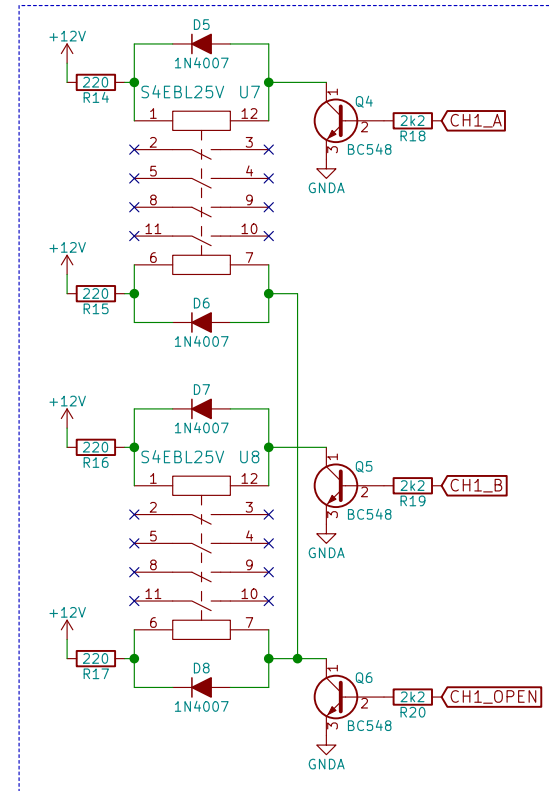 +12V
D5
1N4007
220
R14
S4EBL25V U7
1 12
2 3
5 4
8 9
11 10
6 7
1
Q4
2
3
BC548
2k2
R18
CH1_A
GNDA
+12V
220
R15
D6
1N4007
+12V
D7
1N4007
220
R16
S4EBL25V U8
1 12
2 3
5 4
8 9
11 10
6 7
1
Q5
2
3
BC548
2k2
R19
CH1_B
GNDA
+12V
220
R17
D8
1N4007
1
Q6
2
3
BC548
2k2
R20
CH1_OPEN
GNDA